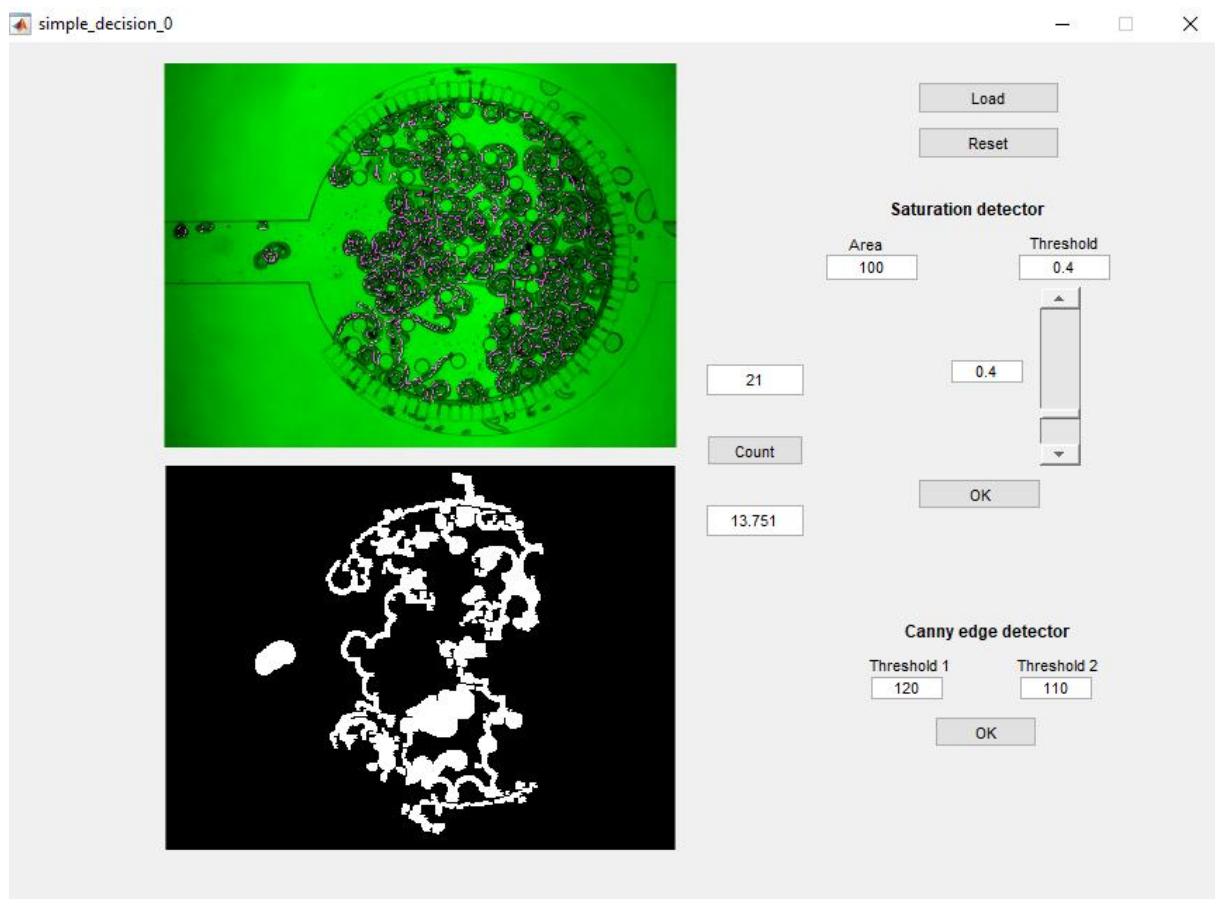 simple_decision_0
Load
Reset
Saturation detector
Area
Threshold
100
0.4
21
0.4
Count
OK
13.751
Canny edge detector
Threshold 1
Threshold 2
120
110
OK